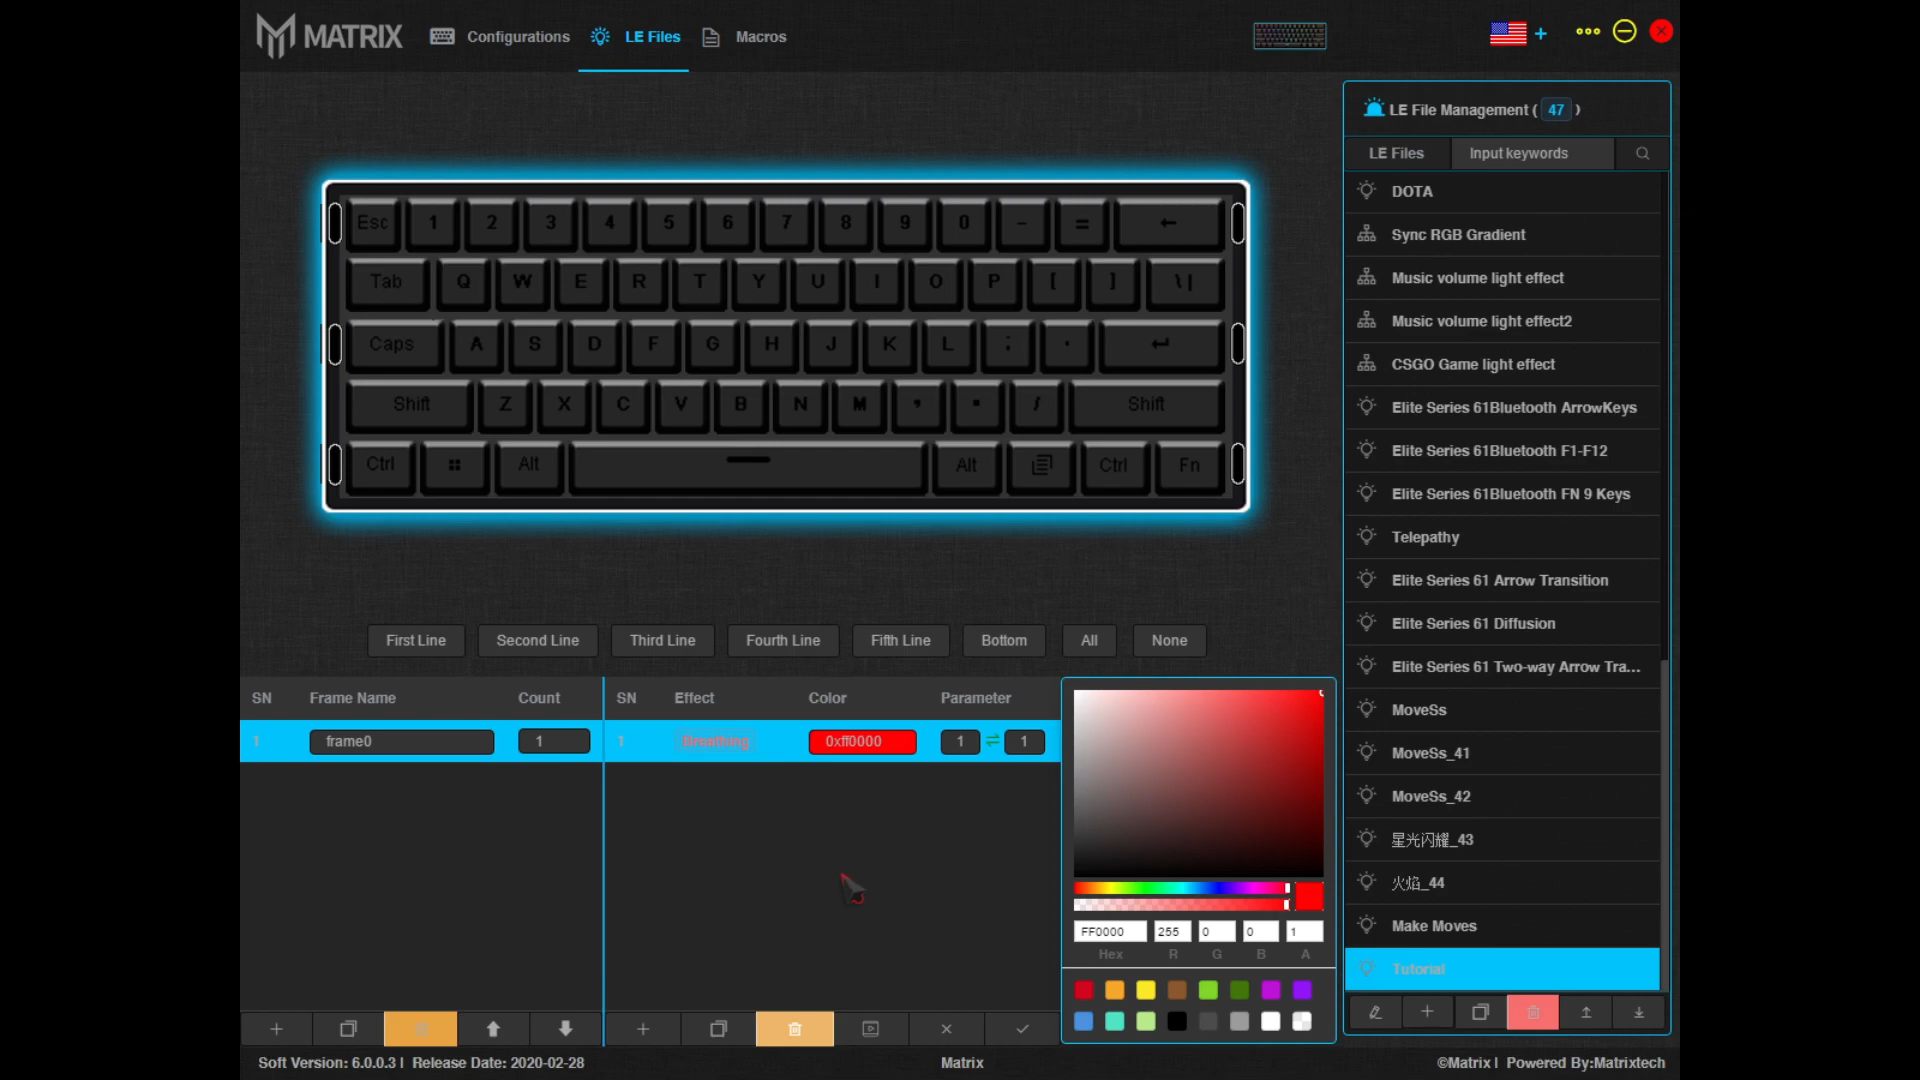 MATRIX
Configurations
LE Files
Macros
LE File Management ( 47 )
LE Files
Input keywords
DOTA
Sync RGB Gradient
Music volume light effect
Music volume light effect2
CSGO Game light effect
Elite Series 61Bluetooth ArrowKeys
Elite Series 61Bluetooth F1-F12
Elite Series 61Bluetooth FN 9 Keys
Telepathy
Elite Series 61 Arrow Transition
Elite Series 61 Diffusion
Elite Series 61 Two-way Arrow Tra...
MoveSs
MoveSs_41
MoveSs_42
星光闪耀_43
火焰_44
Make Moves
Tutorial
Esc 1 2 3 4 5 6 7 8 9 0 - = ←
Tab Q W E R T Y U I O P [ ] \ |
Caps A S D F G H J K L ; ' ↵
Shift Z X C V B N M , . / Shift
Ctrl Alt Alt Ctrl Fn
First Line
Second Line
Third Line
Fourth Line
Fifth Line
Bottom
All
None
SN Frame Name Count
1 frame0 1
SN Effect Color Parameter
1 Breathing 0xff0000 1 ⇌ 1
FF0000 255 0 0 1
Hex R G B A
Soft Version: 6.0.0.3 | Release Date: 2020-02-28
Matrix
©Matrix | Powered By:Matrixtech